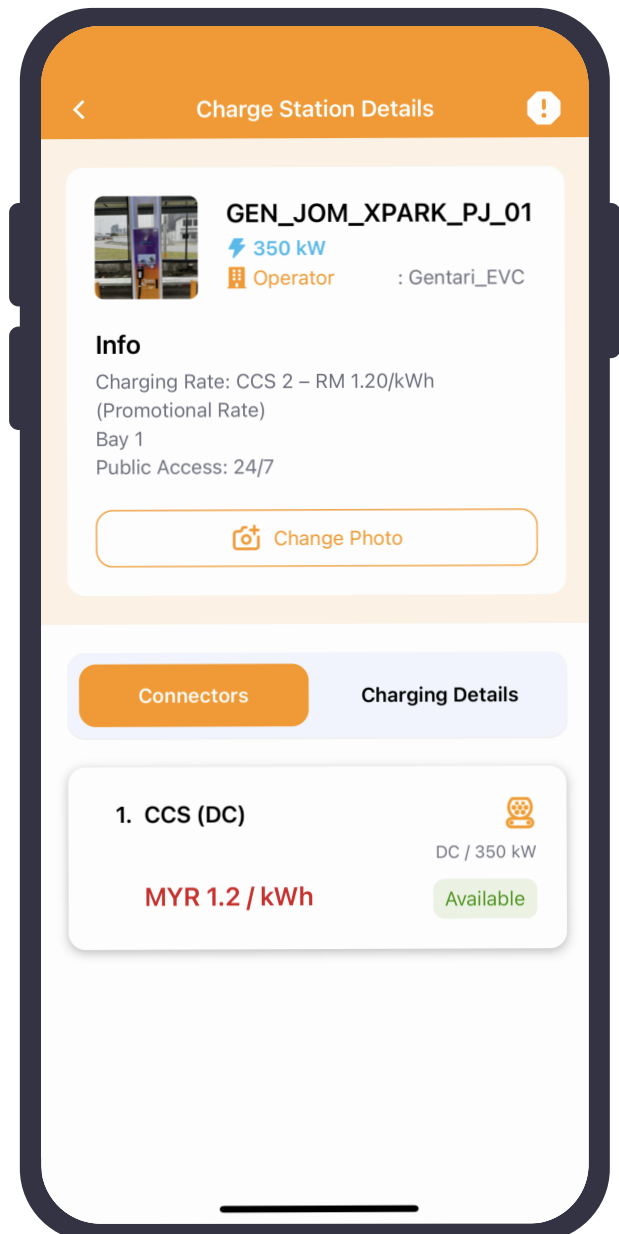 Charge Station Details
GEN_JOM_XPARK_PJ_01
350 kW
Operator : Gentari_EVC
Info
Charging Rate: CCS 2 – RM 1.20/kWh
(Promotional Rate)
Bay 1
Public Access: 24/7
Change Photo
Connectors Charging Details
1. CCS (DC)
DC / 350 kW
MYR 1.2 / kWh
Available